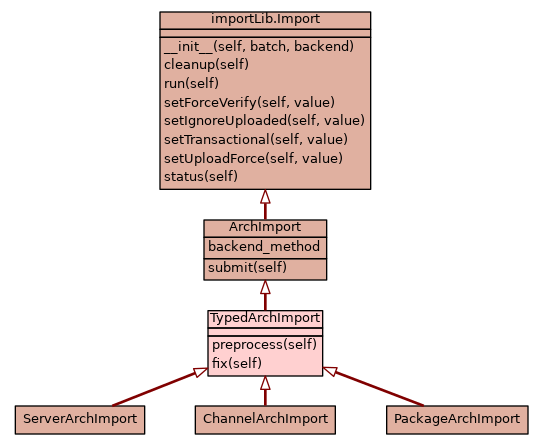 importLib.Import
__init__(self, batch, backend)
cleanup(self)
run(self)
setForceVerify(self, value)
setIgnoreUploaded(self, value)
setTransactional(self, value)
setUploadForce(self, value)
status(self)
ArchImport
backend_method
submit(self)
TypedArchImport
preprocess(self)
fix(self)
ServerArchImport
ChannelArchImport
PackageArchImport